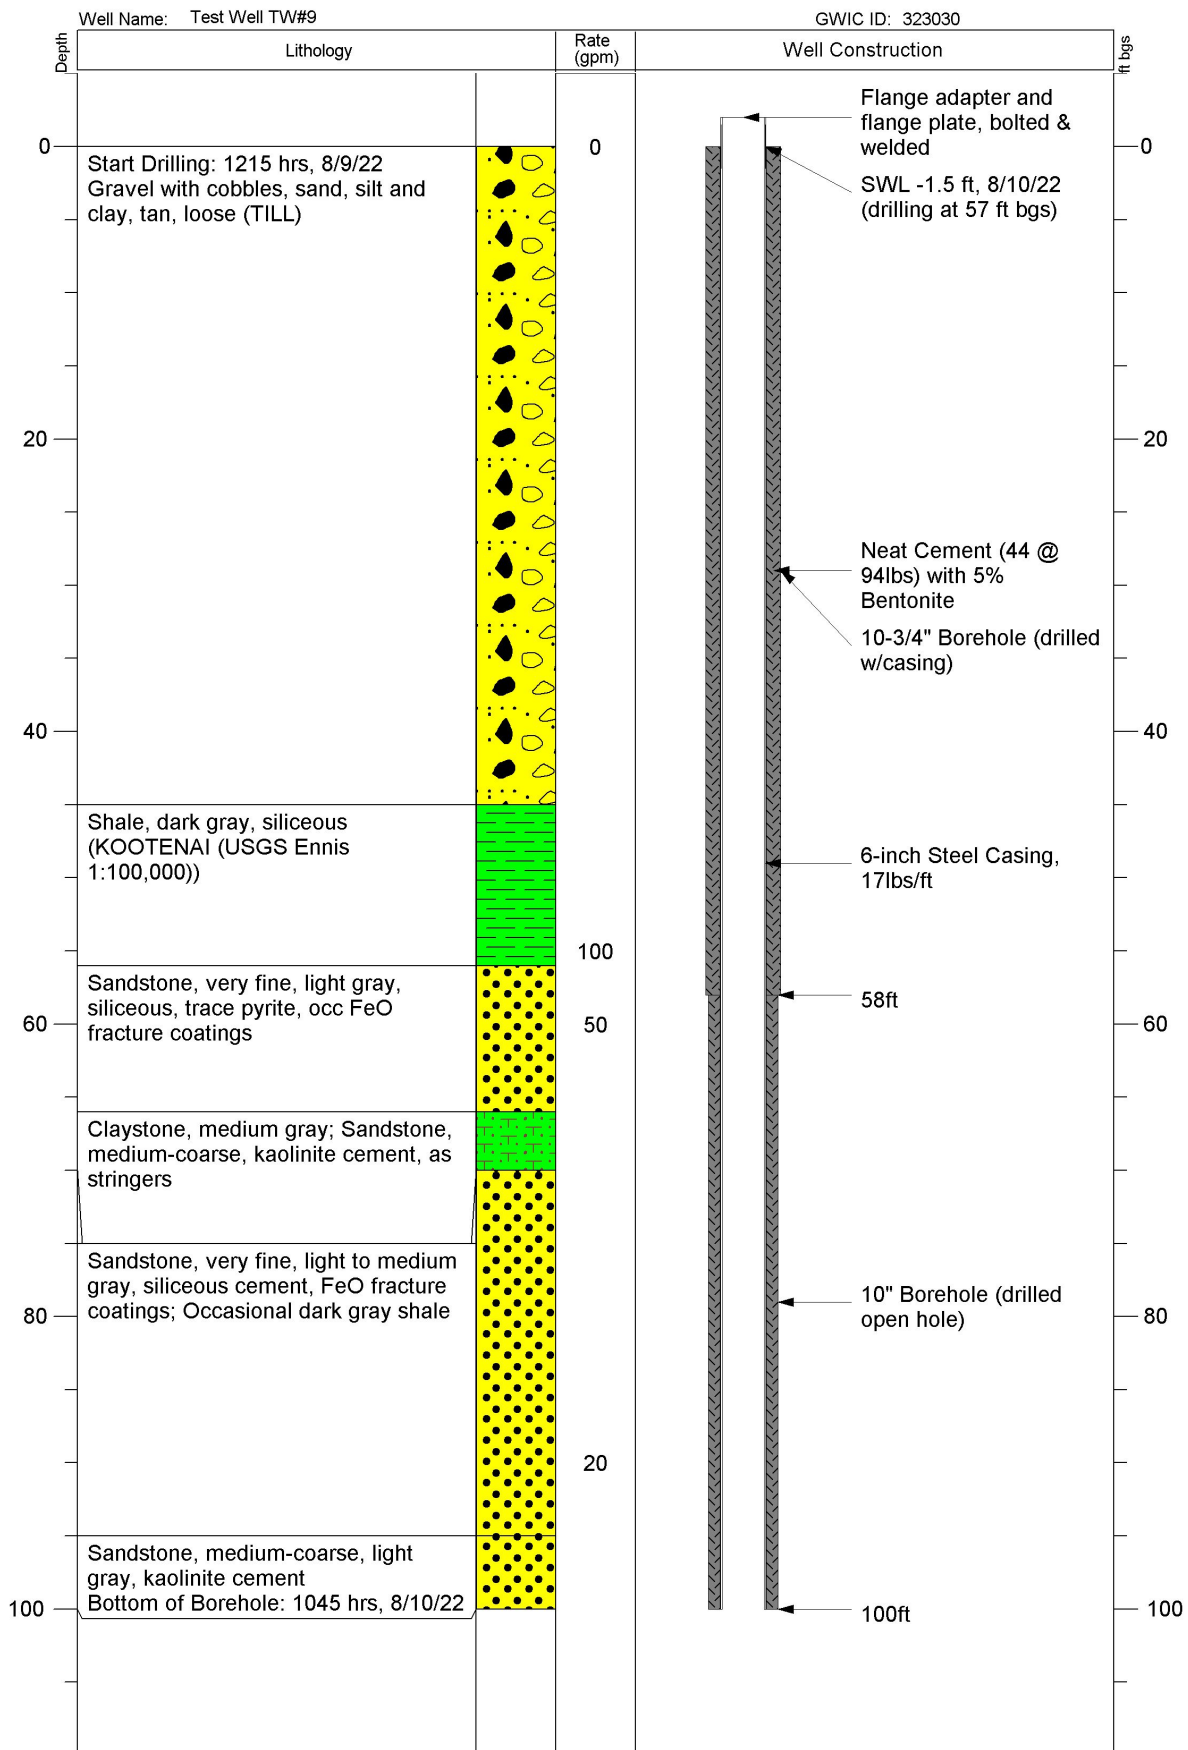 Well Name: Test Well TW#9
GWIC ID: 323030
Depth
Lithology
Rate
(gpm)
Well Construction
ft bgs
Flange adapter and
flange plate, bolted &
welded
0
Start Drilling: 1215 hrs, 8/9/22
Gravel with cobbles, sand, silt and
clay, tan, loose (TILL)
0
SWL -1.5 ft, 8/10/22
(drilling at 57 ft bgs)
0
20
20
Neat Cement (44 @
94lbs) with 5%
Bentonite
10-3/4" Borehole (drilled
w/casing)
40
40
Shale, dark gray, siliceous
(KOOTENAI (USGS Ennis
1:100,000))
6-inch Steel Casing,
17lbs/ft
100
Sandstone, very fine, light gray,
siliceous, trace pyrite, occ FeO
fracture coatings
58ft
60
50
60
Claystone, medium gray; Sandstone,
medium-coarse, kaolinite cement, as
stringers
Sandstone, very fine, light to medium
gray, siliceous cement, FeO fracture
coatings; Occasional dark gray shale
10" Borehole (drilled
open hole)
80
80
20
Sandstone, medium-coarse, light
gray, kaolinite cement
Bottom of Borehole: 1045 hrs, 8/10/22
100
100ft
100